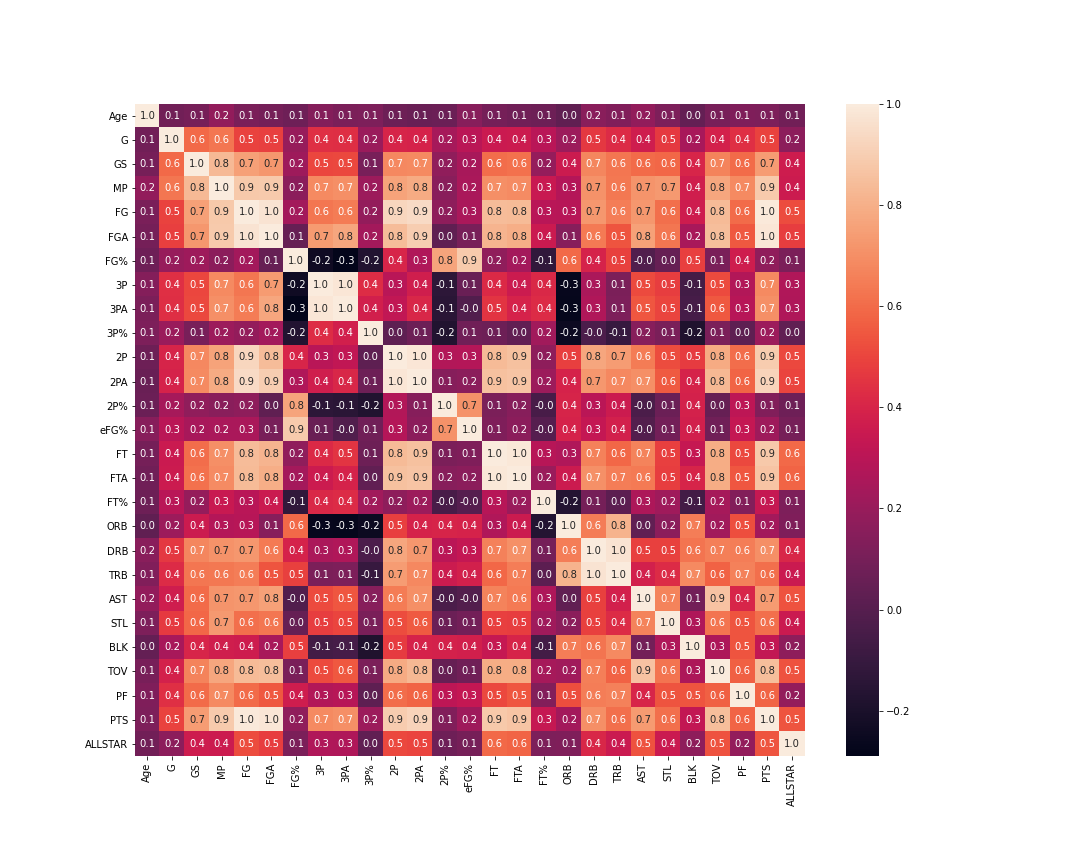 Age 1.0 0.1 0.1 0.2 0.1 0.1 0.1 0.1 0.1 0.1 0.1 0.1 0.1 0.1 0.1 0.1 0.0 0.2 0.1 0.2 0.1 0.0 0.1 0.1 0.1 0.1
G 0.1 1.0 0.6 0.6 0.5 0.5 0.2 0.4 0.4 0.2 0.4 0.4 0.2 0.3 0.4 0.4 0.3 0.2 0.5 0.4 0.4 0.5 0.2 0.4 0.4 0.5 0.2
GS 0.1 0.6 1.0 0.8 0.7 0.7 0.2 0.5 0.5 0.1 0.7 0.7 0.2 0.2 0.6 0.6 0.2 0.4 0.7 0.6 0.6 0.6 0.4 0.7 0.6 0.7 0.4
MP 0.2 0.6 0.8 1.0 0.9 0.9 0.2 0.7 0.7 0.2 0.8 0.8 0.2 0.2 0.7 0.7 0.3 0.3 0.7 0.6 0.7 0.7 0.4 0.8 0.7 0.9 0.4
FG 0.1 0.5 0.7 0.9 1.0 1.0 0.2 0.6 0.6 0.2 0.9 0.9 0.2 0.3 0.8 0.8 0.3 0.3 0.7 0.6 0.7 0.6 0.4 0.8 0.6 1.0 0.5
FGA 0.1 0.5 0.7 0.9 1.0 1.0 0.1 0.7 0.8 0.2 0.8 0.9 0.0 0.1 0.8 0.8 0.4 0.1 0.6 0.5 0.8 0.6 0.2 0.8 0.5 1.0 0.5
FG% 0.1 0.2 0.2 0.2 0.2 0.1 1.0 -0.2 -0.3 -0.2 0.4 0.3 0.8 0.9 0.2 0.2 -0.1 0.6 0.4 0.5 -0.0 0.0 0.5 0.1 0.4 0.2 0.1
3P 0.1 0.4 0.5 0.7 0.6 0.7 -0.2 1.0 1.0 0.4 0.3 0.4 -0.1 0.1 0.4 0.4 0.4 -0.3 0.3 0.1 0.5 0.5 -0.1 0.5 0.3 0.7 0.3
3PA 0.1 0.4 0.5 0.7 0.6 0.8 -0.3 1.0 1.0 0.4 0.3 0.4 -0.1 -0.0 0.5 0.4 0.4 -0.3 0.3 0.1 0.5 0.5 -0.1 0.6 0.3 0.7 0.3
3P% 0.1 0.2 0.1 0.2 0.2 0.2 -0.2 0.4 0.4 1.0 0.0 0.1 -0.2 0.1 0.1 0.0 0.2 -0.2 -0.0 -0.1 0.2 0.1 -0.2 0.1 0.0 0.2 0.0
2P 0.1 0.4 0.7 0.8 0.9 0.8 0.4 0.3 0.3 0.0 1.0 1.0 0.3 0.3 0.8 0.9 0.2 0.5 0.8 0.7 0.6 0.5 0.5 0.8 0.6 0.9 0.5
2PA 0.1 0.4 0.7 0.8 0.9 0.9 0.3 0.4 0.4 0.1 1.0 1.0 0.1 0.2 0.9 0.9 0.2 0.4 0.7 0.7 0.7 0.6 0.4 0.8 0.6 0.9 0.5
2P% 0.1 0.2 0.2 0.2 0.2 0.0 0.8 -0.1 -0.1 -0.2 0.3 0.1 1.0 0.7 0.1 0.2 -0.0 0.4 0.3 0.4 -0.0 0.1 0.4 0.0 0.3 0.1 0.1
eFG% 0.1 0.3 0.2 0.2 0.3 0.1 0.9 0.1 -0.0 0.1 0.3 0.2 0.7 1.0 0.1 0.2 -0.0 0.4 0.3 0.4 -0.0 0.1 0.4 0.1 0.3 0.2 0.1
FT 0.1 0.4 0.6 0.7 0.8 0.8 0.2 0.4 0.5 0.1 0.8 0.9 0.1 0.1 1.0 1.0 0.3 0.3 0.7 0.6 0.7 0.5 0.3 0.8 0.5 0.9 0.6
FTA 0.1 0.4 0.6 0.7 0.8 0.8 0.2 0.4 0.4 0.0 0.9 0.9 0.2 0.2 1.0 1.0 0.2 0.4 0.7 0.7 0.6 0.5 0.4 0.8 0.5 0.9 0.6
FT% 0.1 0.3 0.2 0.3 0.3 0.4 -0.1 0.4 0.4 0.2 0.2 0.2 -0.0 -0.0 0.3 0.2 1.0 -0.2 0.1 0.0 0.3 0.2 -0.1 0.2 0.1 0.3 0.1
ORB 0.0 0.2 0.4 0.3 0.3 0.1 0.6 -0.3 -0.3 -0.2 0.5 0.4 0.4 0.4 0.3 0.4 -0.2 1.0 0.6 0.8 0.0 0.2 0.7 0.2 0.5 0.2 0.1
DRB 0.2 0.5 0.7 0.7 0.7 0.6 0.4 0.3 0.3 -0.0 0.8 0.7 0.3 0.3 0.7 0.7 0.1 0.6 1.0 1.0 0.5 0.5 0.6 0.7 0.6 0.7 0.4
TRB 0.1 0.4 0.6 0.6 0.6 0.5 0.5 0.1 0.1 -0.1 0.7 0.7 0.4 0.4 0.6 0.7 0.0 0.8 1.0 1.0 0.4 0.4 0.7 0.6 0.7 0.6 0.4
AST 0.2 0.4 0.6 0.7 0.7 0.8 -0.0 0.5 0.5 0.2 0.6 0.7 -0.0 -0.0 0.7 0.6 0.3 0.0 0.5 0.4 1.0 0.7 0.1 0.9 0.4 0.7 0.5
STL 0.1 0.5 0.6 0.7 0.6 0.6 0.0 0.5 0.5 0.1 0.5 0.6 0.1 0.1 0.5 0.5 0.2 0.2 0.5 0.4 0.7 1.0 0.3 0.6 0.5 0.6 0.4
BLK 0.0 0.2 0.4 0.4 0.4 0.2 0.5 -0.1 -0.1 -0.2 0.5 0.4 0.4 0.4 0.3 0.4 -0.1 0.7 0.6 0.7 0.1 0.3 1.0 0.3 0.5 0.3 0.2
TOV 0.1 0.4 0.7 0.8 0.8 0.8 0.1 0.5 0.6 0.1 0.8 0.8 0.0 0.1 0.8 0.8 0.2 0.2 0.7 0.6 0.9 0.6 0.3 1.0 0.6 0.8 0.5
PF 0.1 0.4 0.6 0.7 0.6 0.5 0.4 0.3 0.3 0.0 0.6 0.6 0.3 0.3 0.5 0.5 0.1 0.5 0.6 0.7 0.4 0.5 0.5 0.6 1.0 0.6 0.2
PTS 0.1 0.5 0.7 0.9 1.0 1.0 0.2 0.7 0.7 0.2 0.9 0.9 0.1 0.2 0.9 0.9 0.3 0.2 0.7 0.6 0.7 0.6 0.3 0.8 0.6 1.0 0.5
ALLSTAR 0.1 0.2 0.4 0.4 0.5 0.5 0.1 0.3 0.3 0.0 0.5 0.5 0.1 0.1 0.6 0.6 0.1 0.1 0.4 0.4 0.5 0.4 0.2 0.5 0.2 0.5 1.0
Age G GS MP FG FGA FG% 3P 3PA 3P% 2P 2PA 2P% eFG% FT FTA FT% ORB DRB TRB AST STL BLK TOV PF PTS ALLSTAR
1.0
0.8
0.6
0.4
0.2
0.0
−0.2